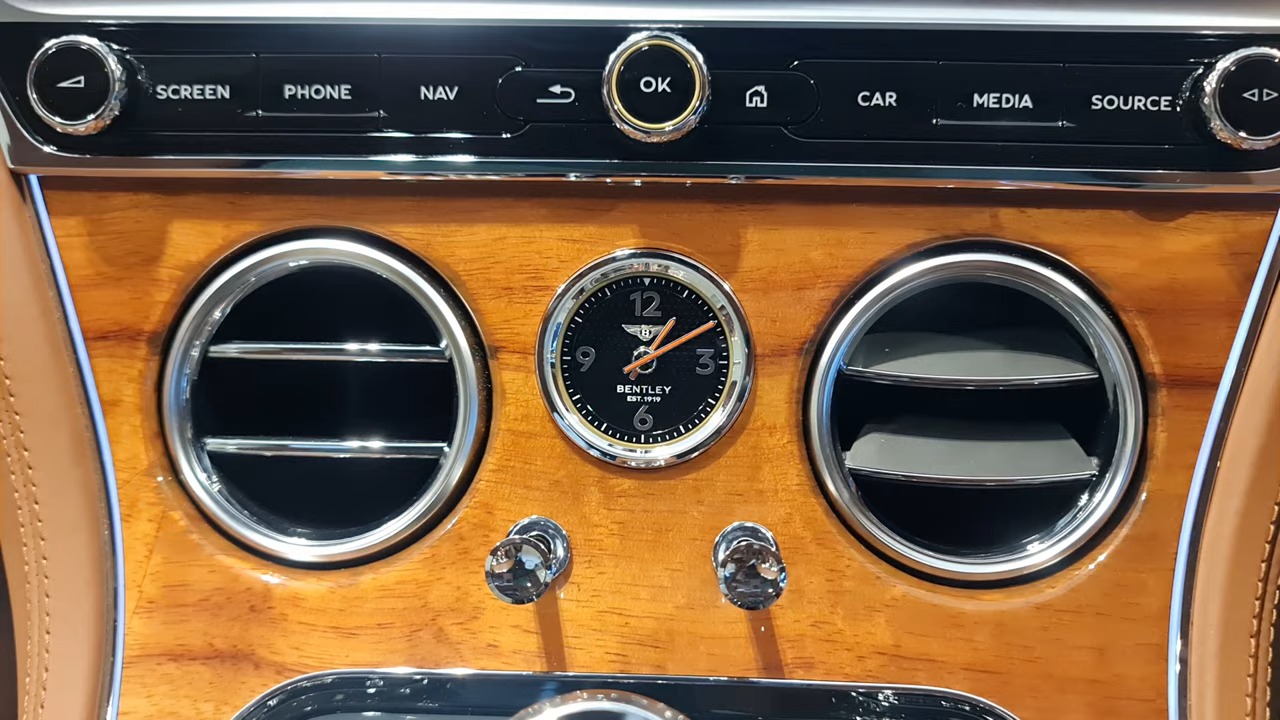 SCREEN
PHONE
NAV
OK
CAR
MEDIA
SOURCE
12
B
9
3
BENTLEY
EST.1919
6